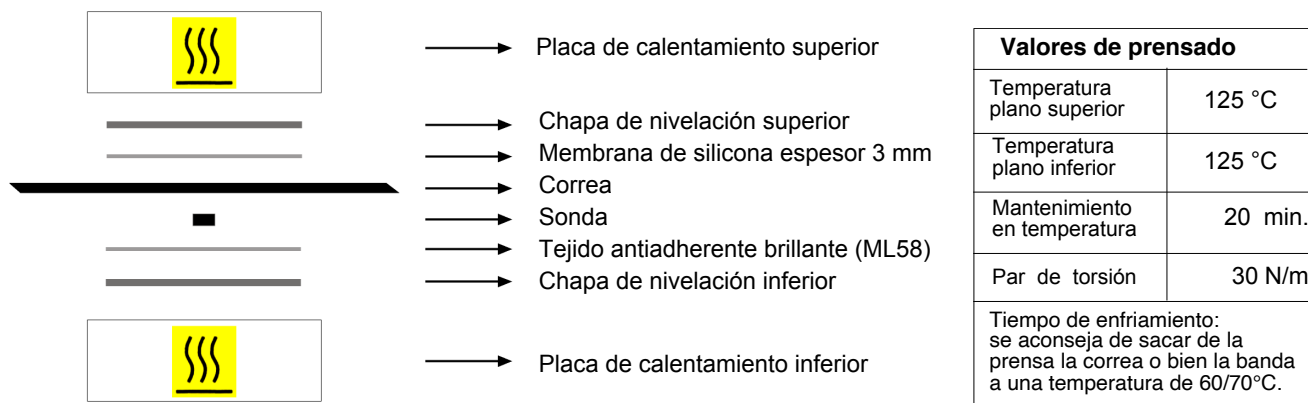 Placa de calentamiento superior
Chapa de nivelación superior
Membrana de silicona espesor 3 mm
Correa
Sonda
Tejido antiadherente brillante (ML58)
Chapa de nivelación inferior
Placa de calentamiento inferior
Valores de prensado
Temperatura
plano superior
125 °C
Temperatura
plano inferior
125 °C
Mantenimiento
en temperatura
20 min.
Par de torsión
30 N/m
Tiempo de enfriamiento:
se aconseja de sacar de la
prensa la correa o bien la banda
a una temperatura de 60/70°C.